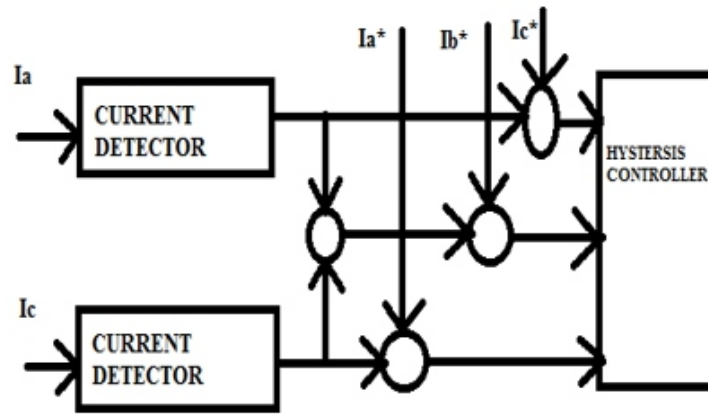 Ia* Ib* Ic*
Ia
CURRENT
DETECTOR
HYSTERSIS
CONTROLLER
Ic
CURRENT
DETECTOR